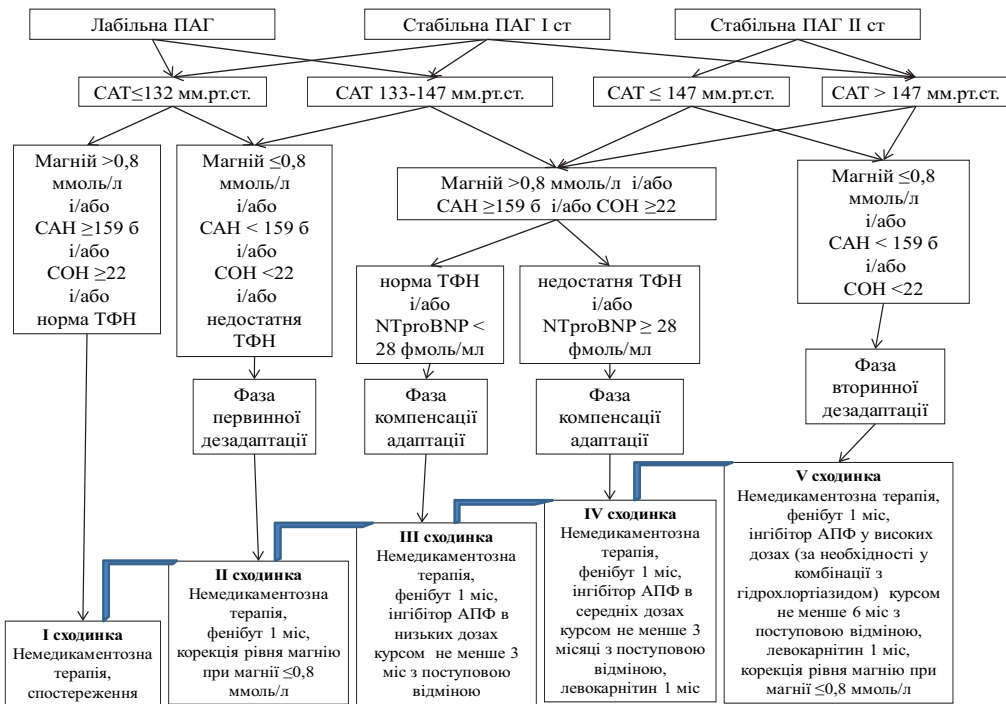 Лабільна ПАГ
Стабільна ПАГ I ст
Стабільна ПАГ II ст
САТ≤132 мм.рт.ст.
САТ 133-147 мм.рт.ст.
САТ ≤ 147 мм.рт.ст.
САТ > 147 мм.рт.ст.
Магній >0,8
ммоль/л
і/або
САН ≥159 б
і/або
СОН ≥22
і/або
норма ТФН
Магній ≤0,8
ммоль/л
і/або
САН < 159 б
і/або
СОН <22
і/або
недостатня
ТФН
Магній >0,8 ммоль/л і/або
САН ≥159 б і/або СОН ≥22
Магній ≤0,8
ммоль/л
і/або
САН < 159 б
і/або
СОН <22
норма ТФН
і/або
NTproBNP <
28 фмоль/мл
недостатня ТФН
і/або
NTproBNP ≥ 28
фмоль/мл
Фаза
первинної
дезадаптації
Фаза
компенсації
адаптації
Фаза
компенсації
адаптації
Фаза
вторинної
дезадаптації
I сходинка
Немедикаментозна
терапія,
спостереження
II сходинка
Немедикаментозна
терапія,
фенібут 1 міс,
корекція рівня магнію
при магнії ≤0,8
ммоль/л
III сходинка
Немедикаментозна
терапія,
фенібут 1 міс,
інгібітор АПФ в
низьких дозах
курсом не менше 3
міс з поступовою
відміною
IV сходинка
Немедикаментозна
терапія,
фенібут 1 міс,
інгібітор АПФ в
середніх дозах
курсом не менше 3
місяці з поступовою
відміною,
левокарнітин 1 міс
V сходинка
Немедикаментозна терапія,
фенібут 1 міс,
інгібітор АПФ у високих
дозах (за необхідності у
комбінації з
гідрохлортіазидом) курсом
не менше 6 міс з
поступовою відміною,
левокарнітин 1 міс,
корекція рівня магнію при
магнії ≤0,8 ммоль/л